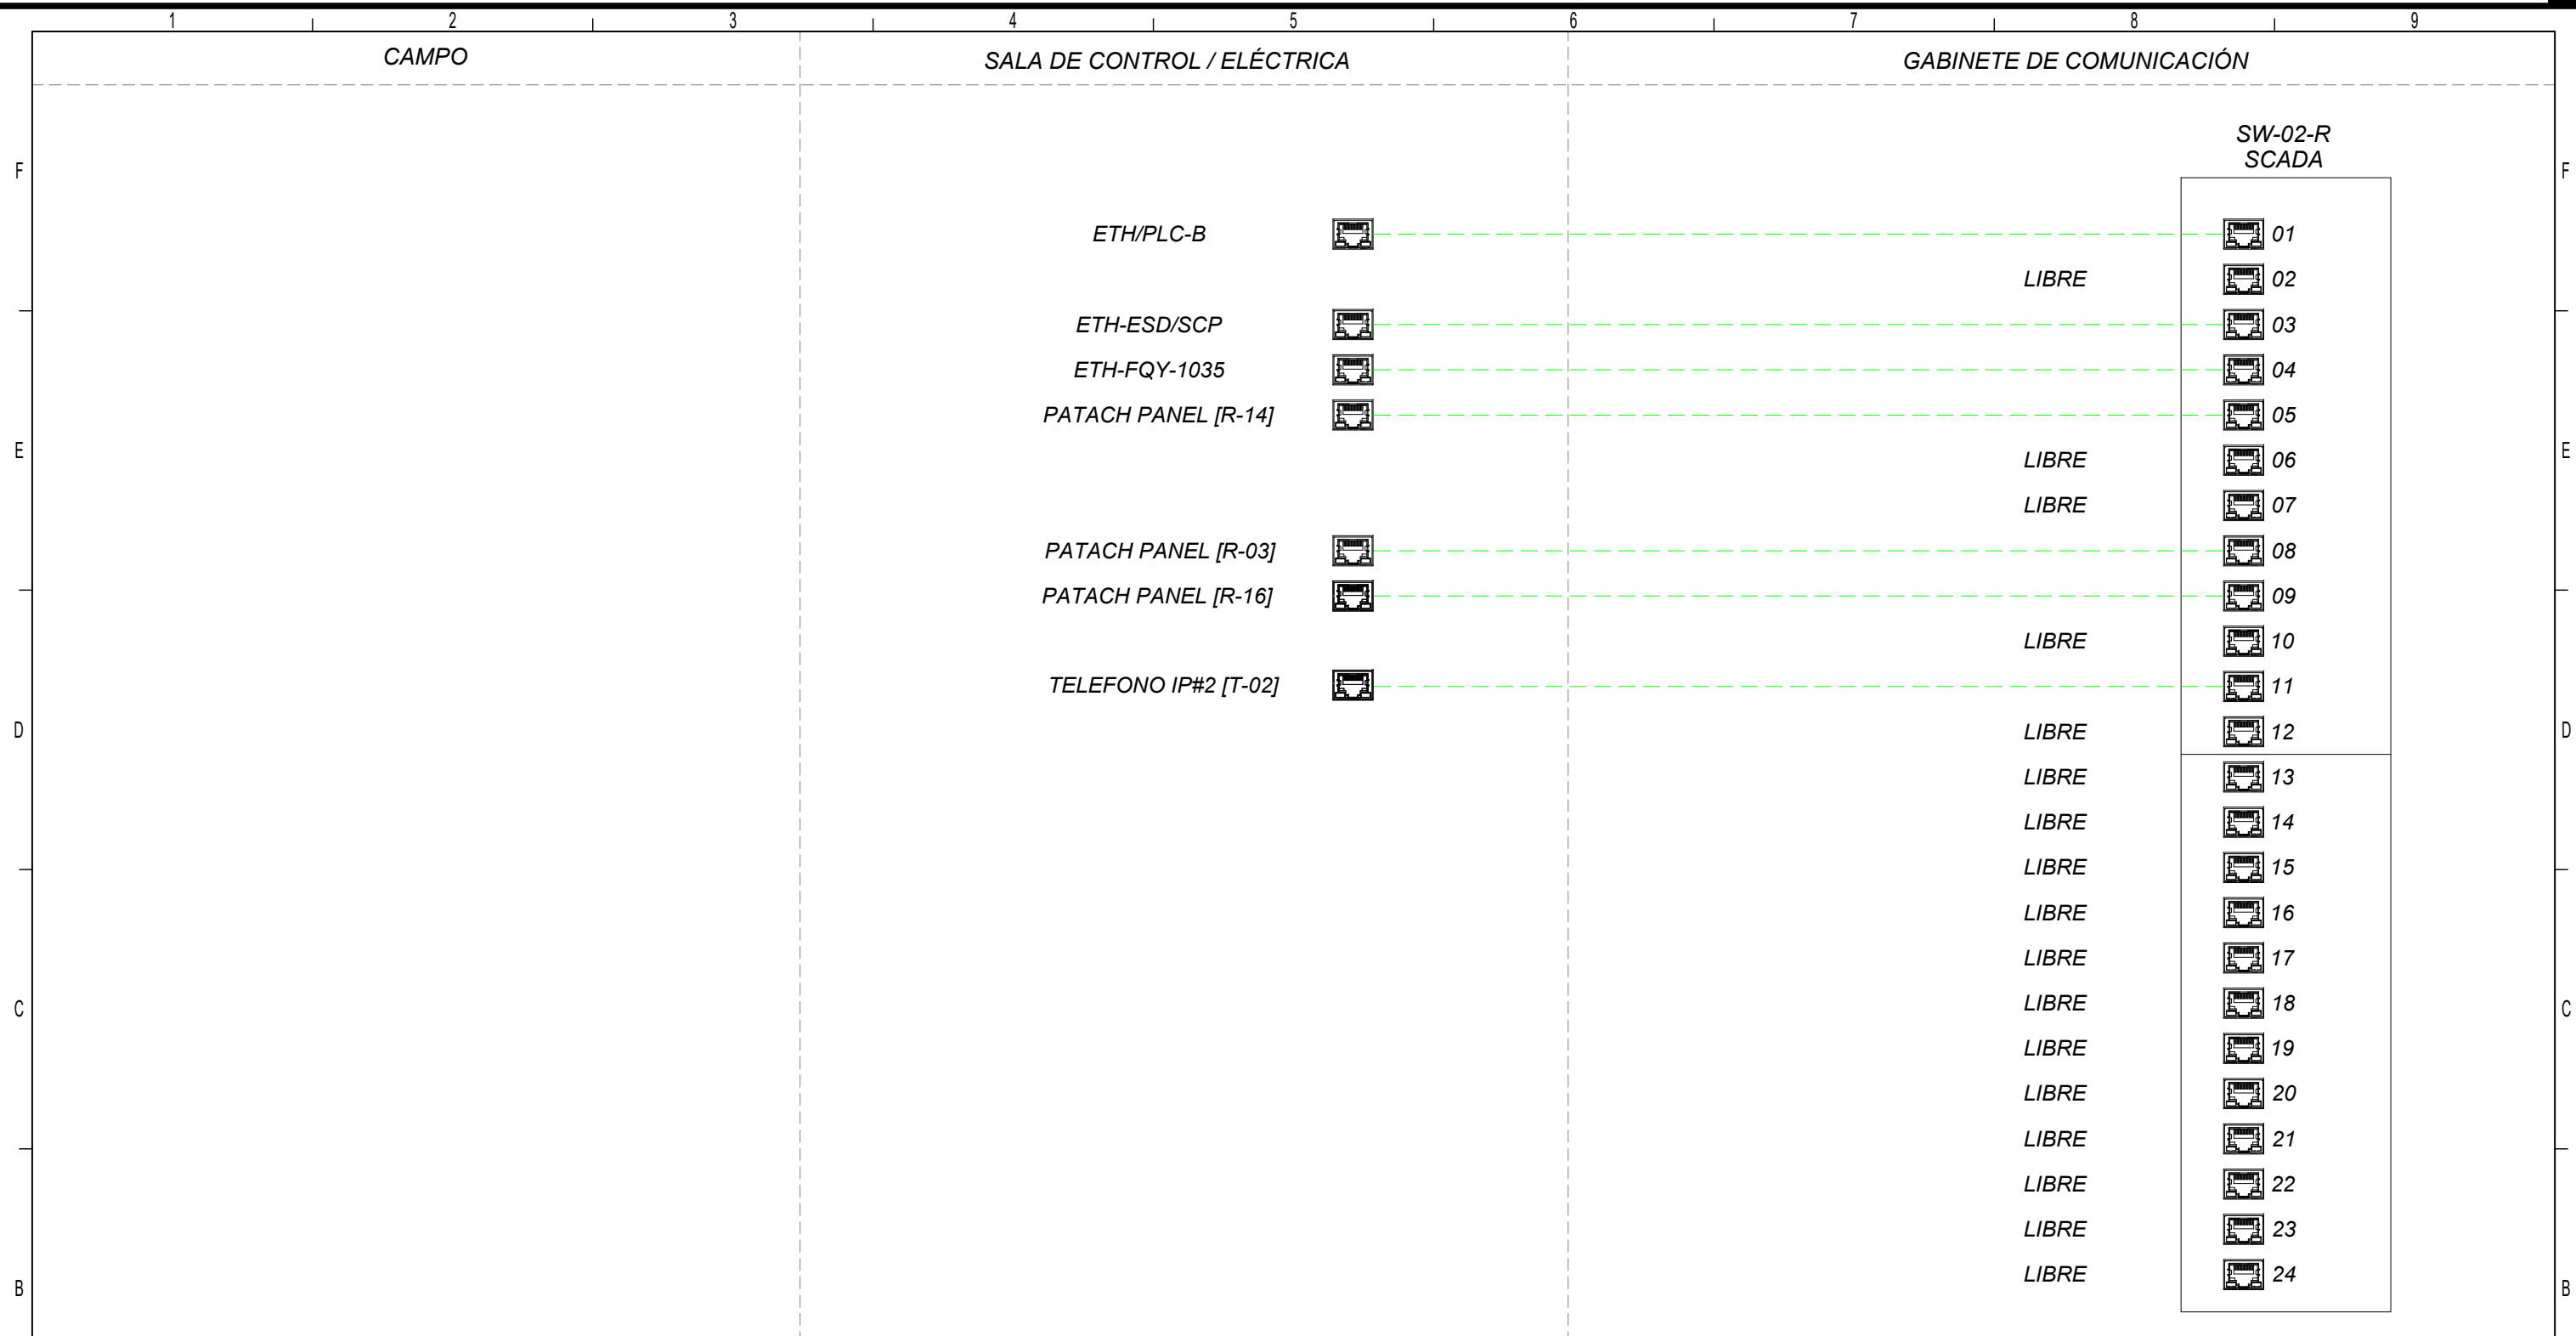 1 2 3 4 5 6 7 8 9
CAMPO
SALA DE CONTROL / ELÉCTRICA
GABINETE DE COMUNICACIÓN
SW-02-R
SCADA
F F
ETH/PLC-B 01
LIBRE 02
ETH-ESD/SCP 03
ETH-FQY-1035 04
PATACH PANEL [R-14] 05
E E
LIBRE 06
LIBRE 07
PATACH PANEL [R-03] 08
PATACH PANEL [R-16] 09
LIBRE 10
TELEFONO IP#2 [T-02] 11
D D
LIBRE 12
LIBRE 13
LIBRE 14
LIBRE 15
LIBRE 16
LIBRE 17
LIBRE 18
C C
LIBRE 19
LIBRE 20
LIBRE 21
LIBRE 22
LIBRE 23
LIBRE 24
B B